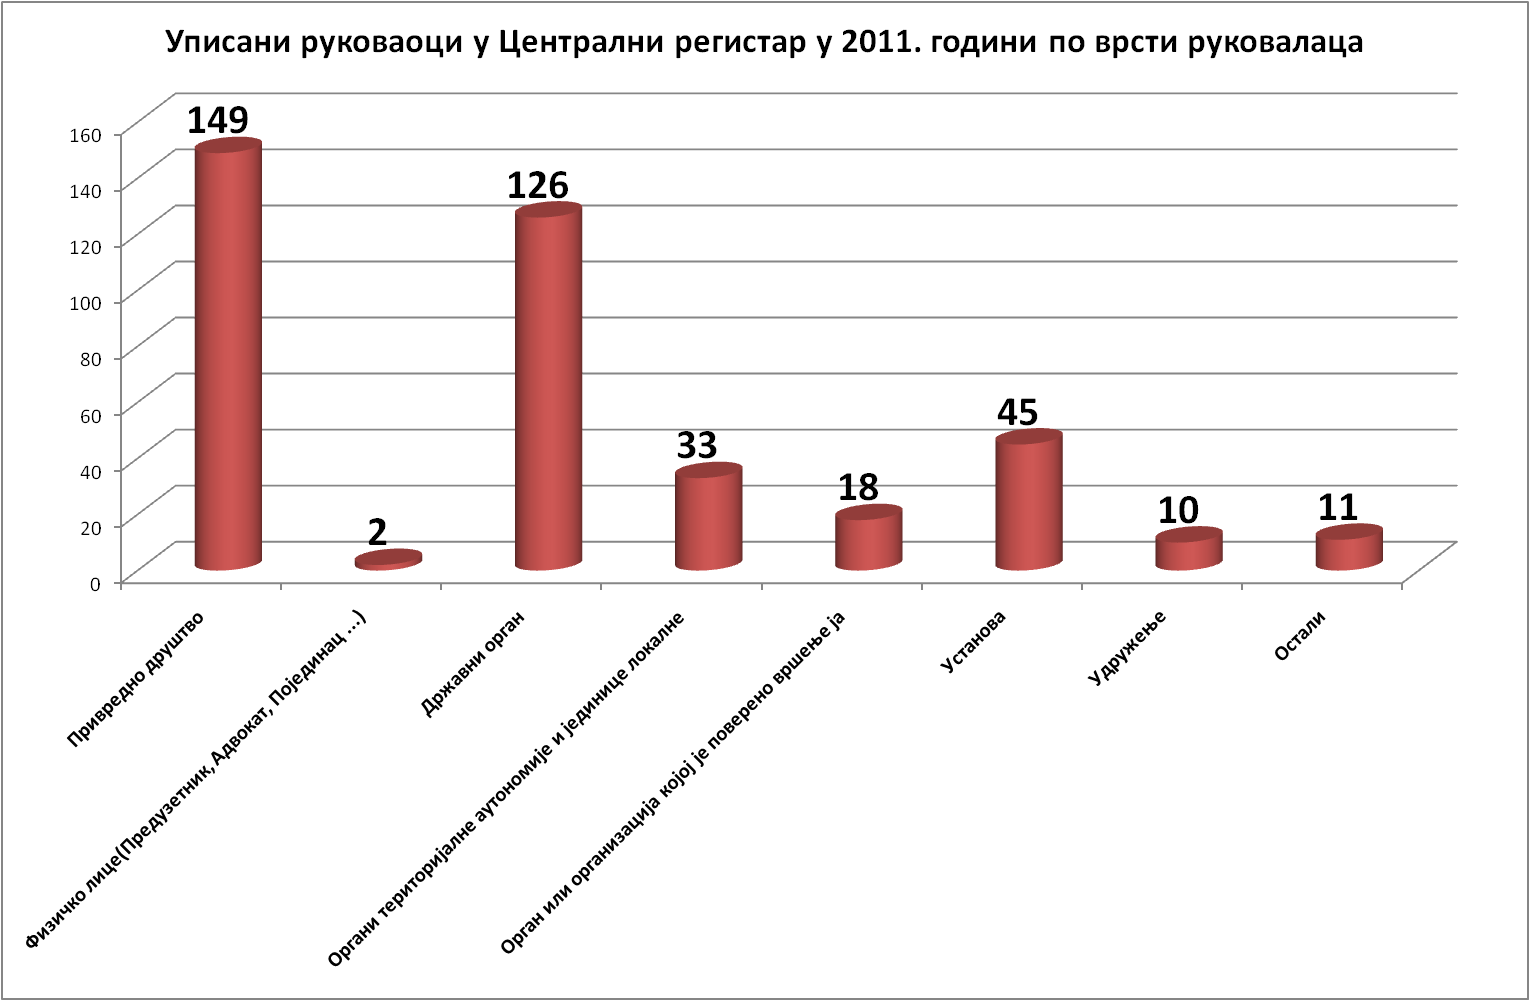 Уписани руковаоци у Централни регистар у 2011. години по врсти руковалаца
160
140
120
100
80
60
40
20
0
149
2
126
33
18
45
10
11
Привредно друштво
Физичко лице(Предузетник, Адвокат, Појединац ...)
Државни орган
Органи територијалне аутономије и јединице локалне
Орган или организација којој је поверено вршење ја
Установа
Удружење
Остали